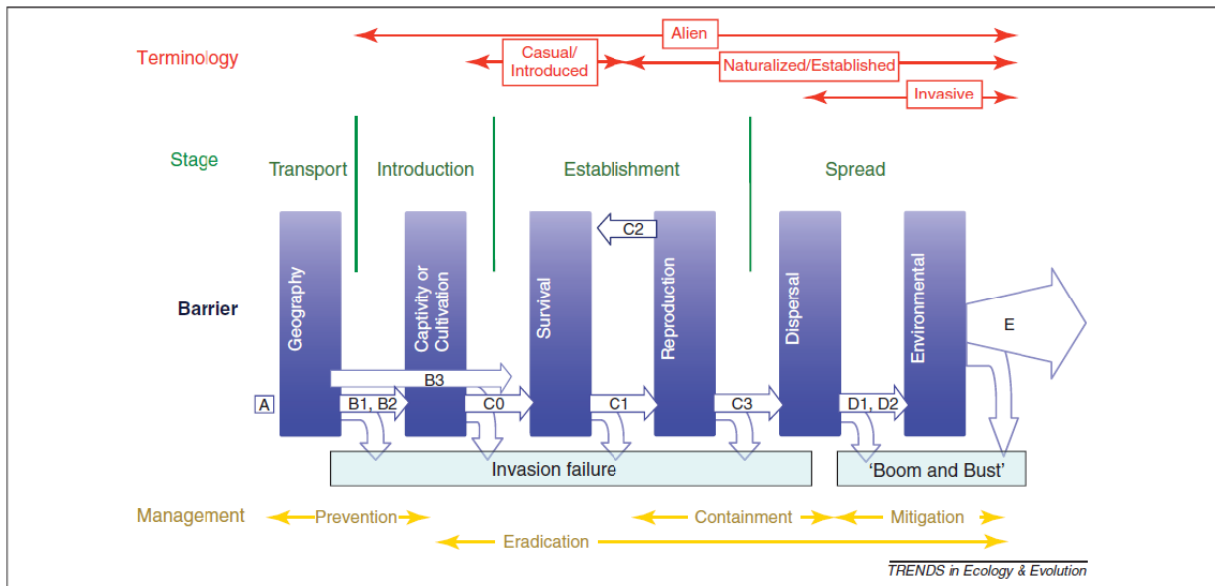 Terminology
Alien
Casual/
Introduced
Naturalized/Established
Invasive
Stage
Transport
Introduction
Establishment
Spread
Barrier
Geography
Captivity or
Cultivation
Survival
Reproduction
Dispersal
Environmental
C2
E
B3
A
B1, B2
C0
C1
C3
D1, D2
Invasion failure
'Boom and Bust'
Management
Prevention
Containment
Mitigation
Eradication
TRENDS in Ecology & Evolution